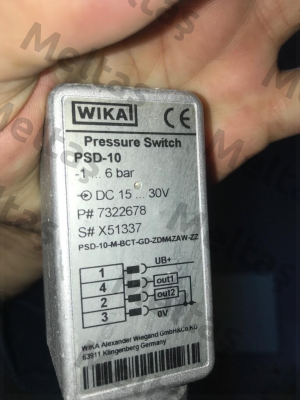 WIKA
CE
Pressure Switch
PSD-10
-1 ... 6 bar
DC 15 ... 30V
P# 7322678
S# X51337
PSD-10-M-BCT-GD-ZDM4ZAW-ZZ
1 UB+
4 out1
2 out2
3 0V
WIKA Alexander Wiegand GmbH&Co.KG
63911 Klingenberg Germany
Meltaş